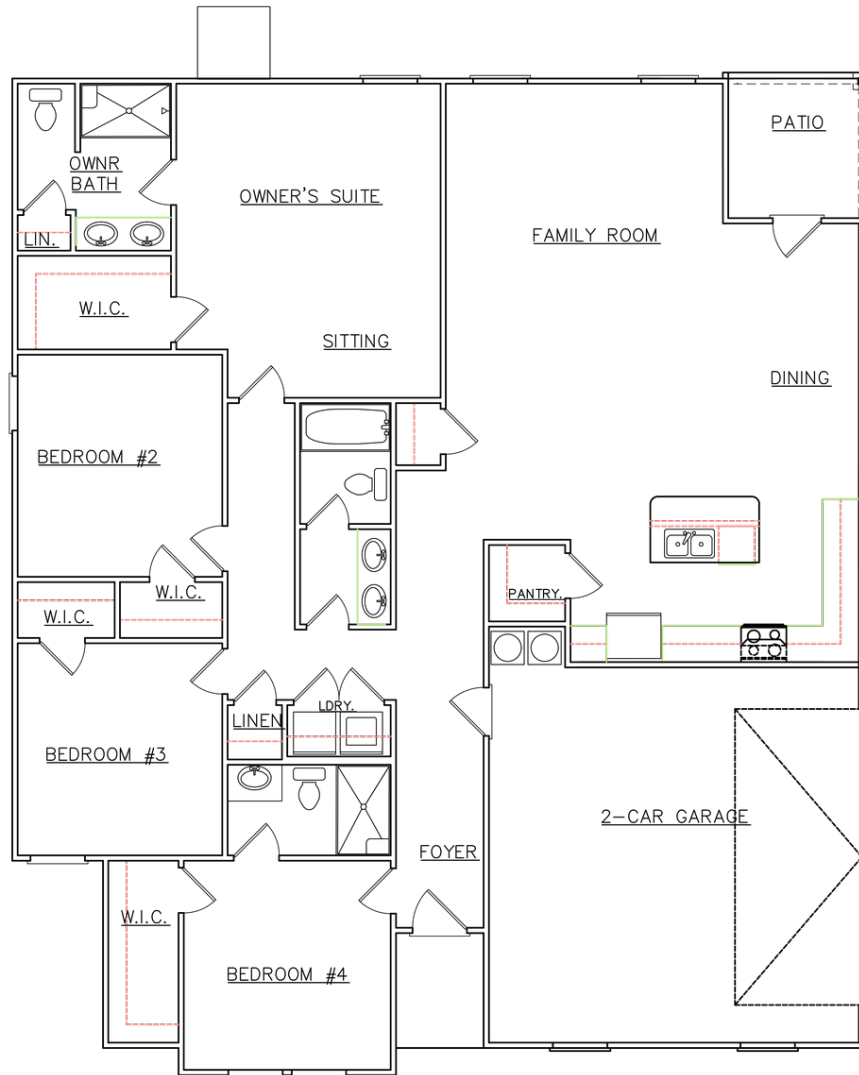 PATIO
OWNR
BATH
OWNER'S SUITE
FAMILY ROOM
LIN.
W.I.C.
SITTING
DINING
BEDROOM #2
PANTRY.
W.I.C.
W.I.C.
LDRY.
LINEN
BEDROOM #3
2-CAR GARAGE
FOYER
W.I.C.
BEDROOM #4